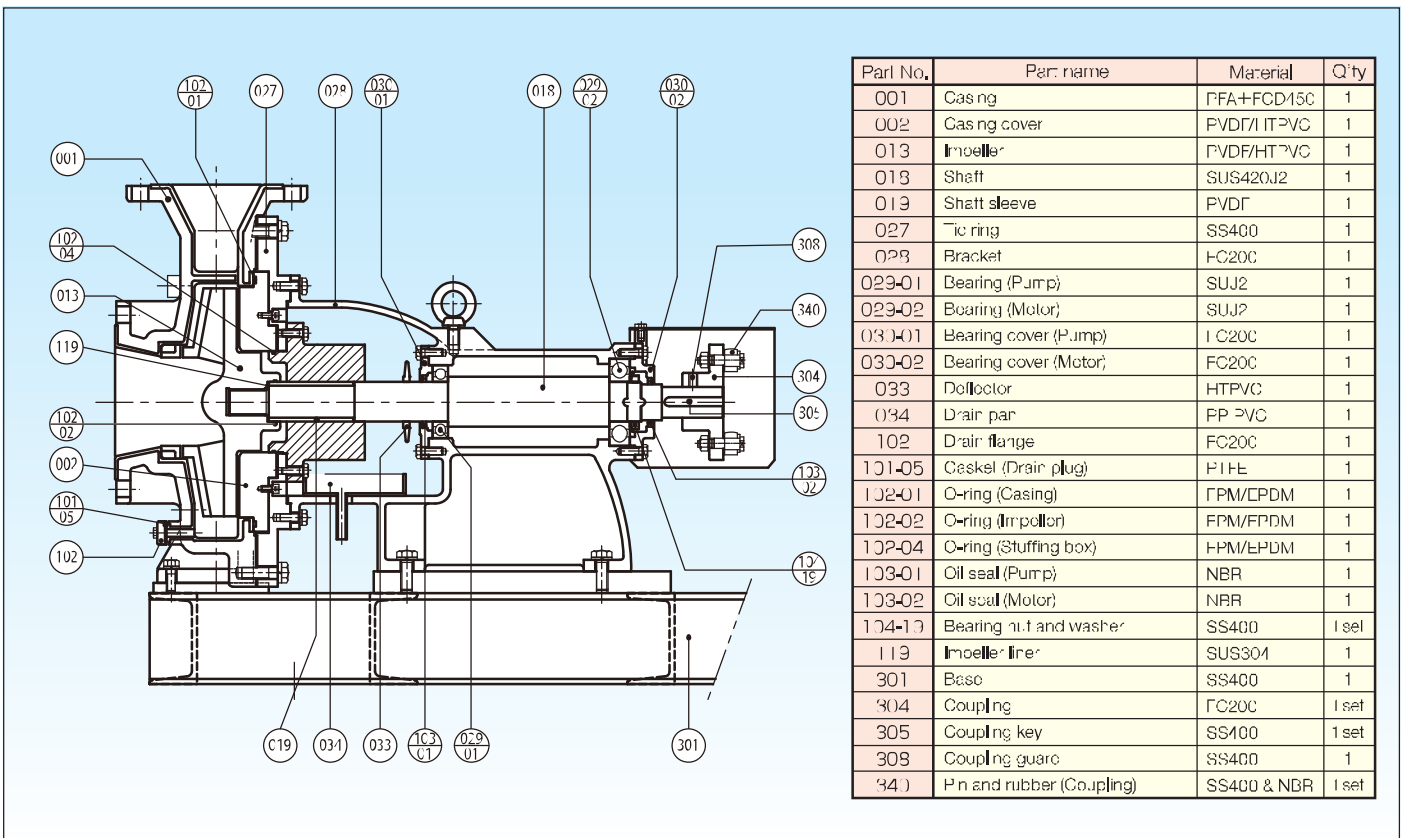 102
01
027
028
030
01
018
029
02
030
02
001
102
04
013
119
102
02
002
101
05
102
308
340
304
305
103
02
104
19
019
034
033
103
01
029
01
301
Part No. Part name Material Q'ty
001 Casing PFA+FCD450 1
002 Casing cover PVDF/HTPVC 1
013 Impeller PVDF/HTPVC 1
018 Shaft SUS420J2 1
019 Shaft sleeve PVDF 1
027 Tie ring SS400 1
028 Bracket FC200 1
029-01 Bearing (Pump) SUJ2 1
029-02 Bearing (Motor) SUJ2 1
030-01 Bearing cover (Pump) FC200 1
030-02 Bearing cover (Motor) FC200 1
033 Deflector HTPVC 1
034 Drain pan PP PVC 1
102 Drain flange FC200 1
101-05 Gasket (Drain plug) PTFE 1
102-01 O-ring (Casing) FPM/EPDM 1
102-02 O-ring (Impeller) FPM/EPDM 1
102-04 O-ring (Stuffing box) FPM/EPDM 1
103-01 Oil seal (Pump) NBR 1
103-02 Oil seal (Motor) NBR 1
104-19 Bearing nut and washer SS400 1 set
119 Impeller liner SUS304 1
301 Base SS400 1
304 Coupling FC200 1 set
305 Coupling key SS400 1 set
308 Coupling guard SS400 1
340 Pin and rubber (Coupling) SS400 & NBR 1 set